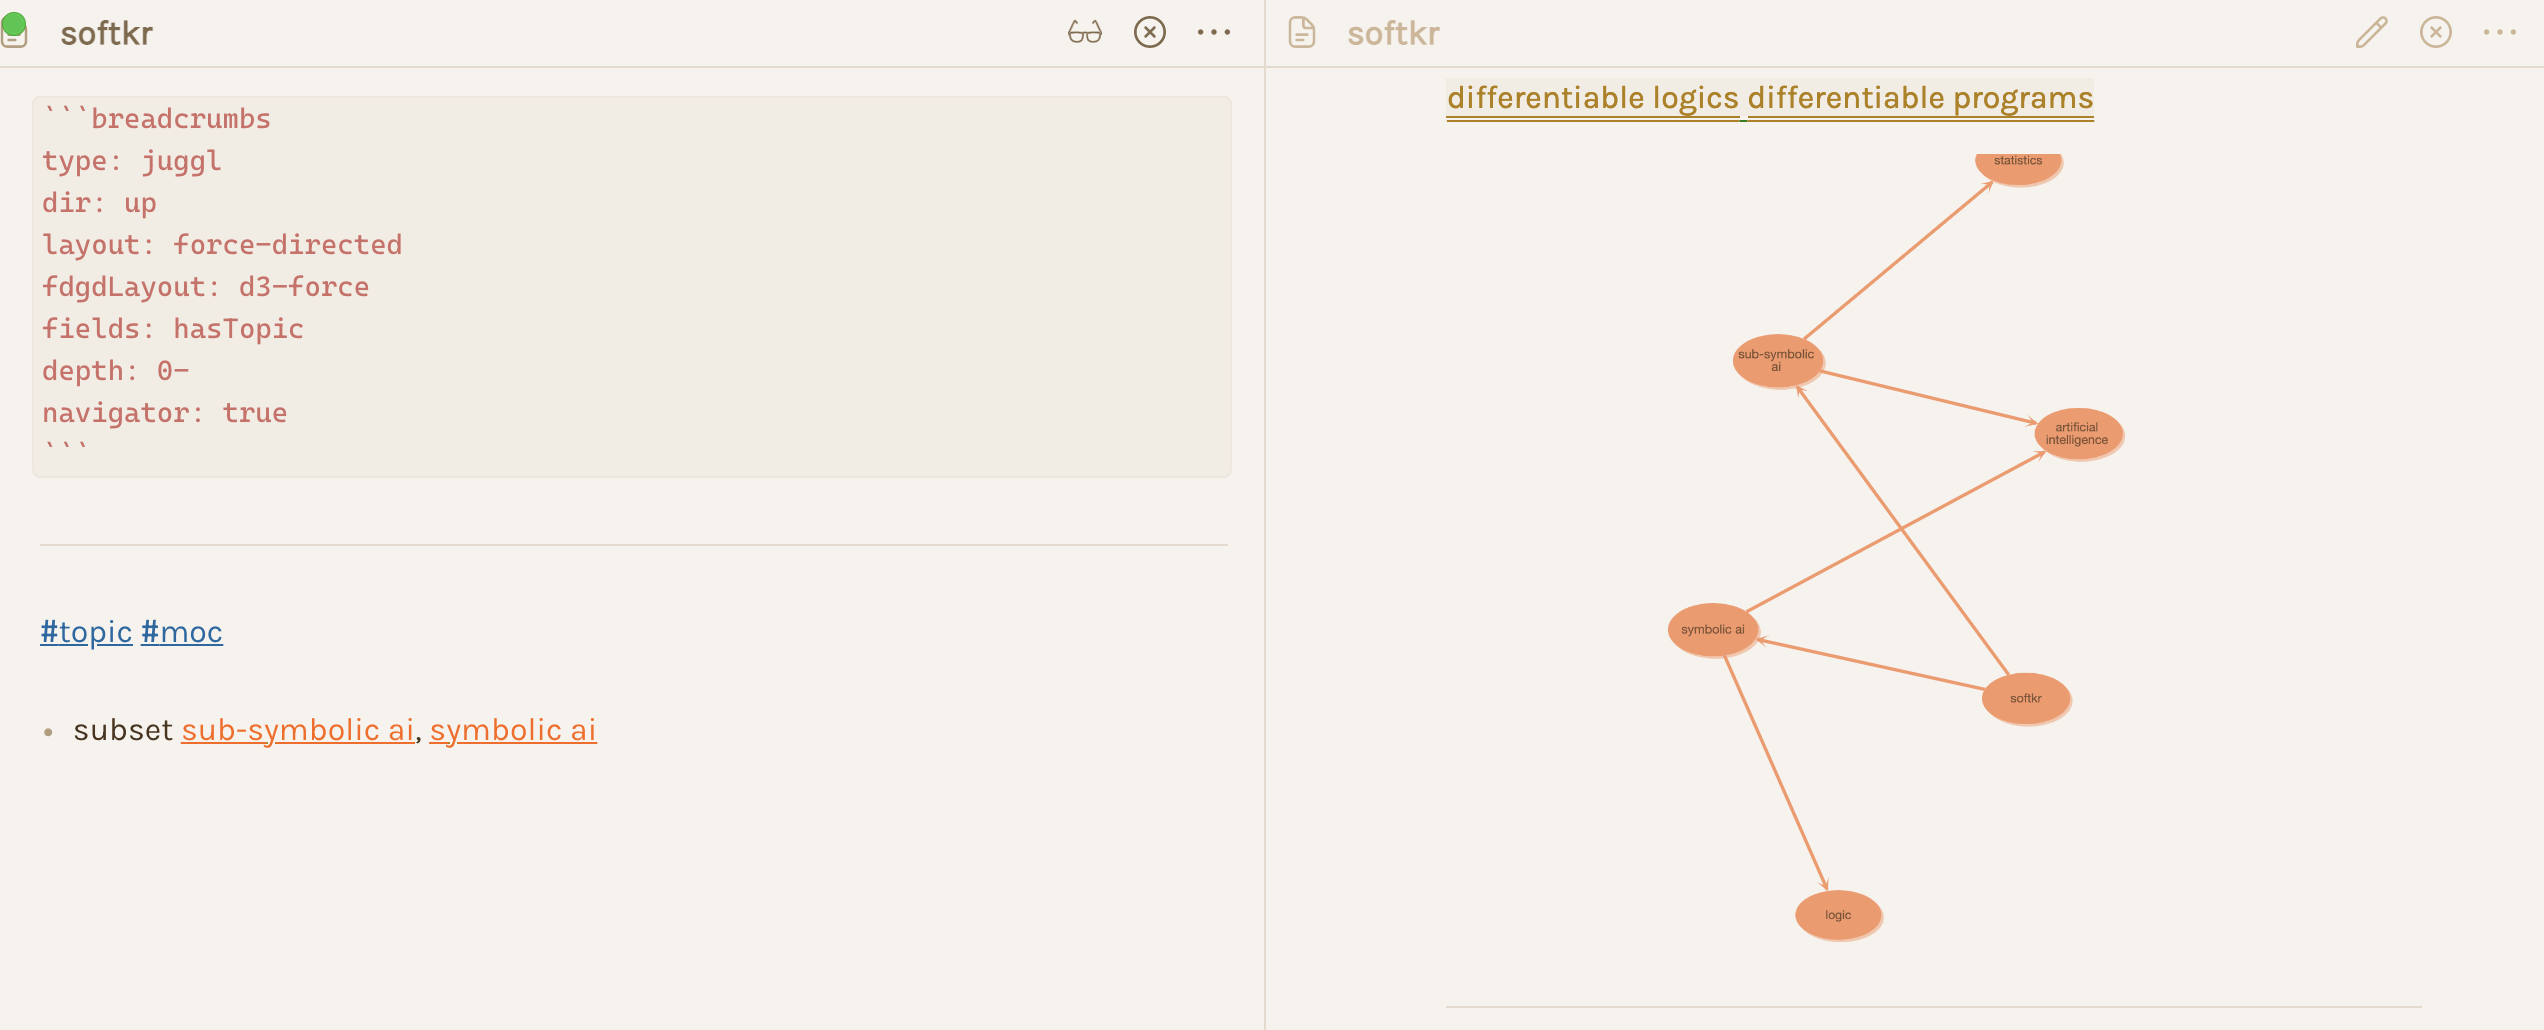 softkr
```breadcrumbs
type: juggl
dir: up
layout: force-directed
fdgdLayout: d3-force
fields: hasTopic
depth: 0-
navigator: true
```
#topic #moc
• subset sub-symbolic ai, symbolic ai
softkr
differentiable logics differentiable programs
statistics
sub-symbolic
ai
artificial
intelligence
symbolic ai
softkr
logic